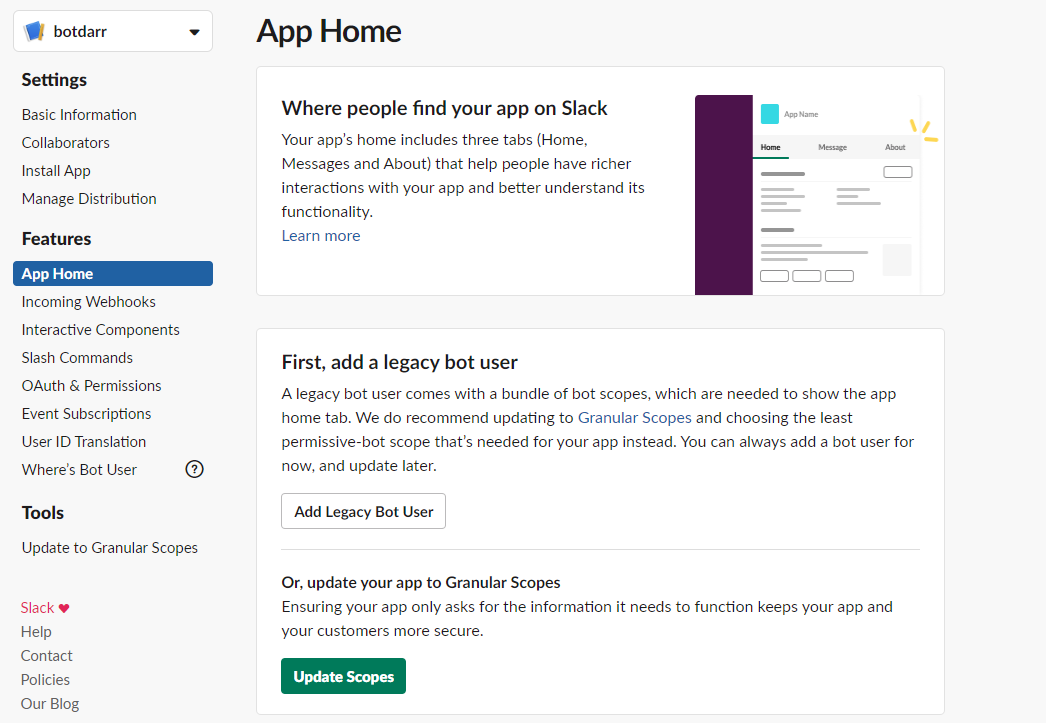 botdarr
Settings
Basic Information
Collaborators
Install App
Manage Distribution
Features
App Home
Incoming Webhooks
Interactive Components
Slash Commands
OAuth & Permissions
Event Subscriptions
User ID Translation
Where's Bot User
?
Tools
Update to Granular Scopes
Slack
Help
Contact
Policies
Our Blog
App Home
Where people find your app on Slack
Your app's home includes three tabs (Home,
Messages and About) that help people have richer
interactions with your app and better understand its
functionality.
Learn more
App Name
Home Message About
First, add a legacy bot user
A legacy bot user comes with a bundle of bot scopes, which are needed to show the app
home tab. We do recommend updating to Granular Scopes and choosing the least
permissive-bot scope that's needed for your app instead. You can always add a bot user for
now, and update later.
Add Legacy Bot User
Or, update your app to Granular Scopes
Ensuring your app only asks for the information it needs to function keeps your app and
your customers more secure.
Update Scopes